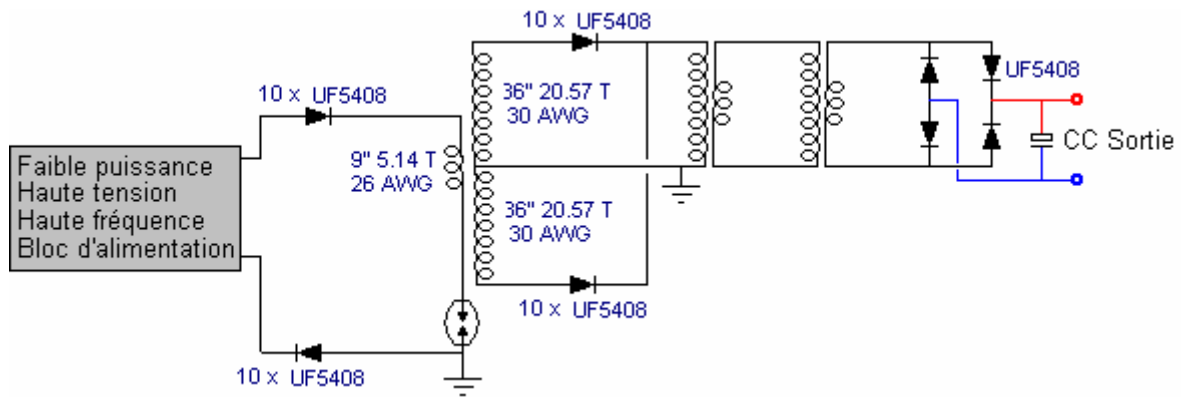 10 x UF5408
10 x UF5408
36" 20.57 T
30 AWG
UF5408
Faible puissance
Haute tension
Haute fréquence
Bloc d'alimentation
9" 5.14 T
26 AWG
CC Sortie
36" 20.57 T
30 AWG
10 x UF5408
10 x UF5408